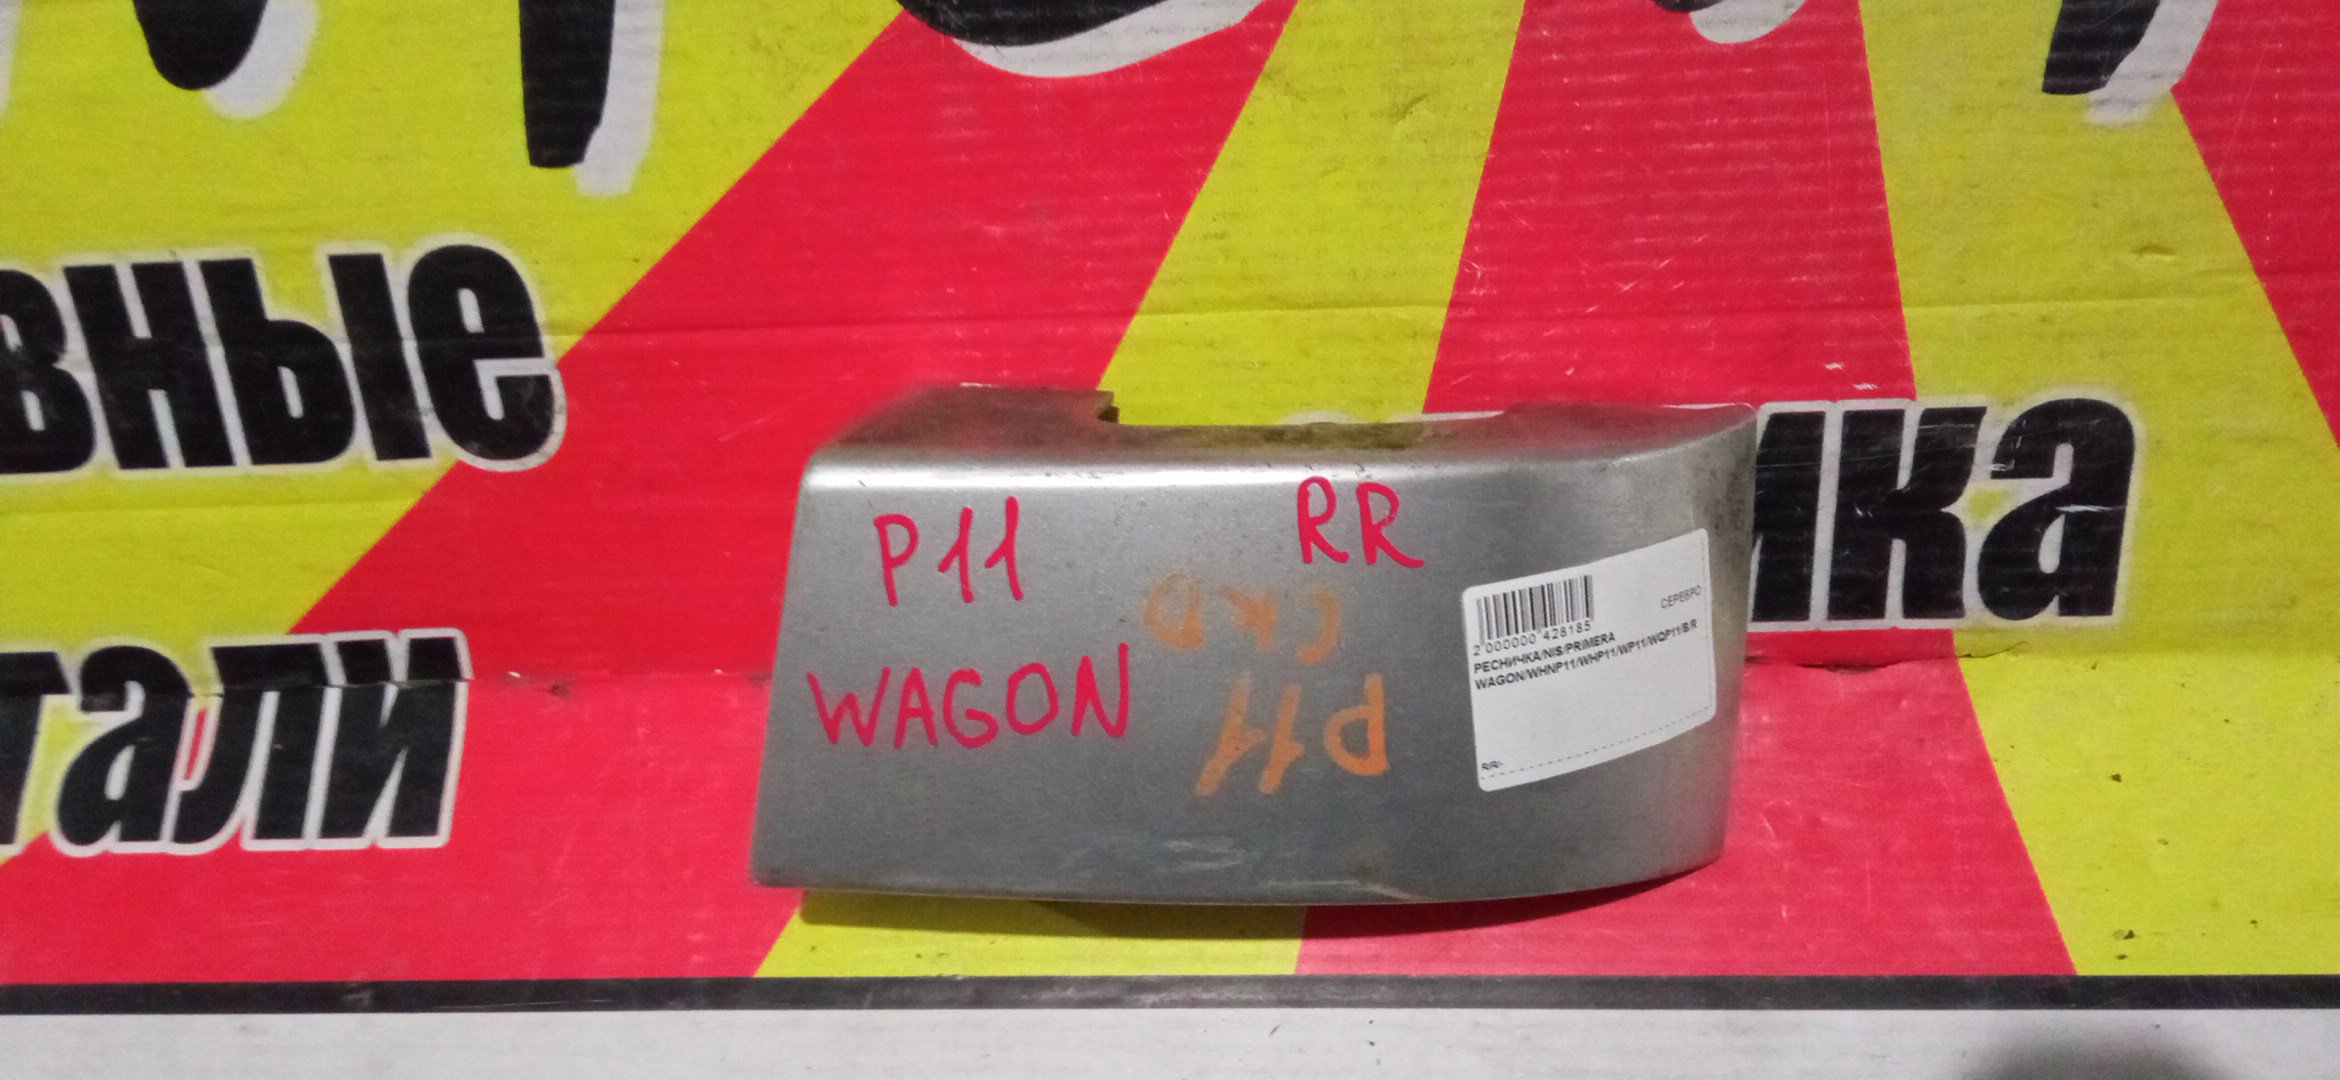 вные
тали
ика
P11
RR
WAGON
СКD
P11
СЕРЕБРО
2 000000 428185
РЕСНИЧКА/NIS/PRIMERA
WAGON/WHNP11/WHP11/WP11/WQP11/B/R
R/R/-